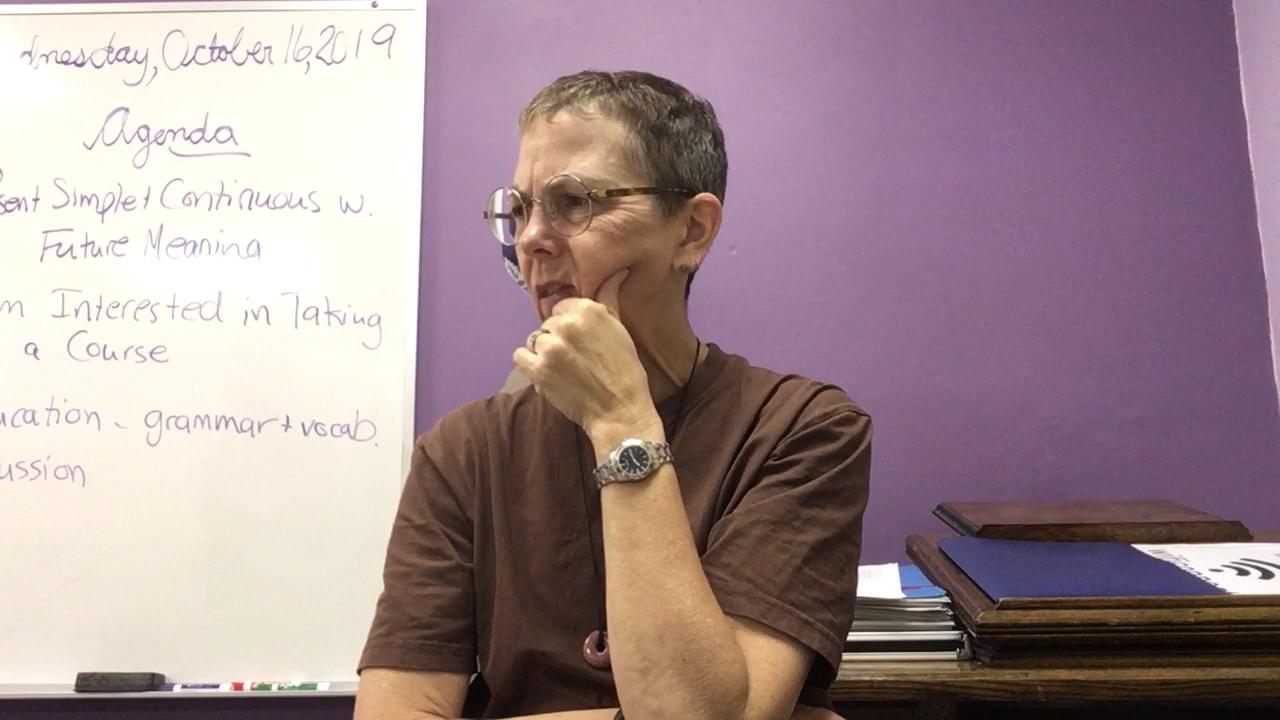 dnesday, October 16, 2019
Agenda
sent Simple + Continuous w.
Future Meaning
m Interested in Taking
a Course
ucation - grammar + vocab.
ussion